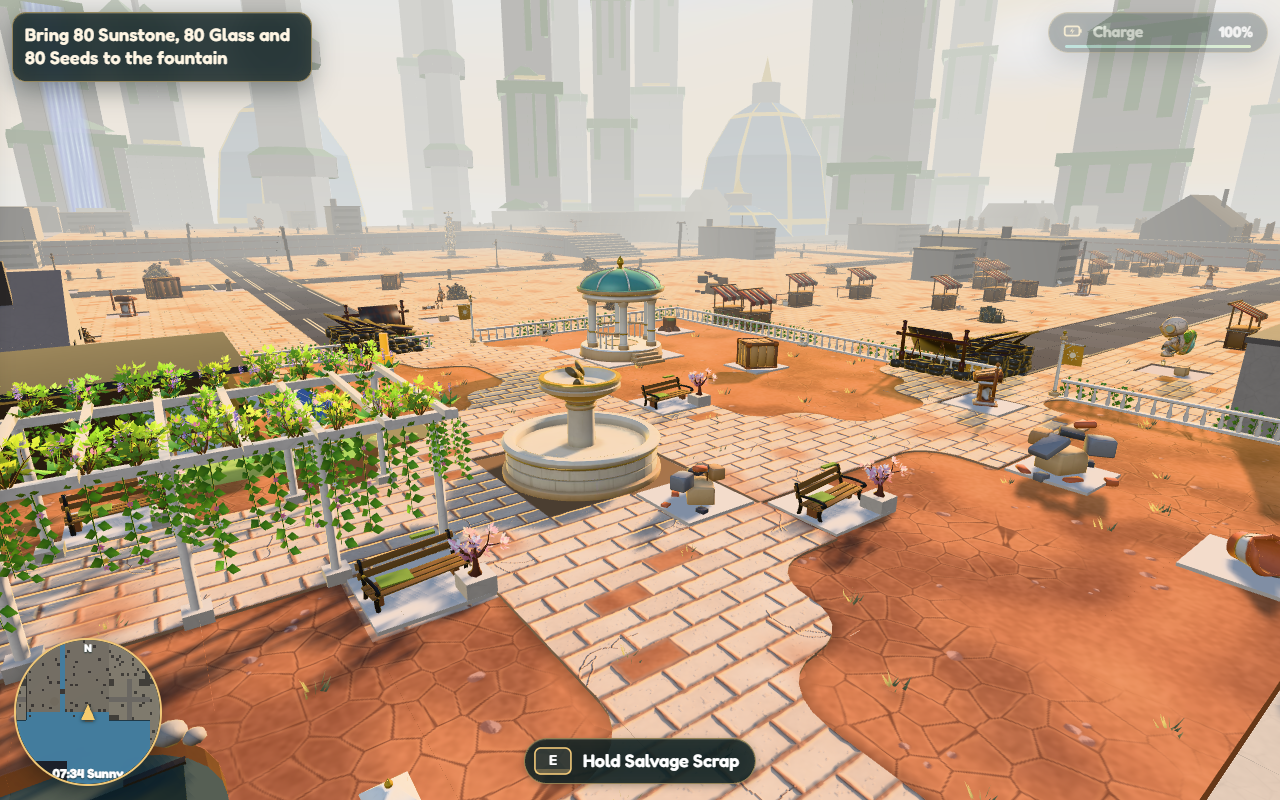 Bring 80 Sunstone, 80 Glass and
80 Seeds to the fountain
Charge 100%
N
07:34 Sunny
E Hold Salvage Scrap